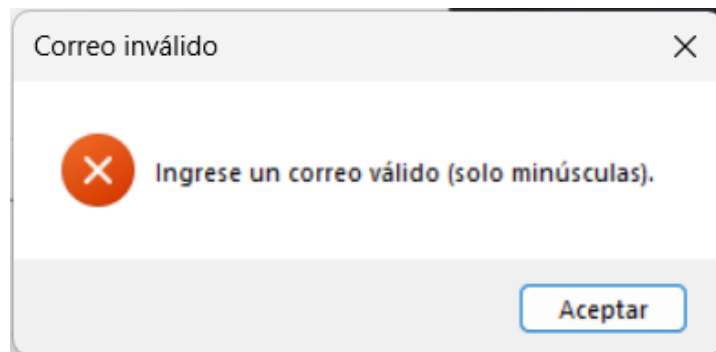 Correo inválido
Ingrese un correo válido (solo minúsculas).
Aceptar